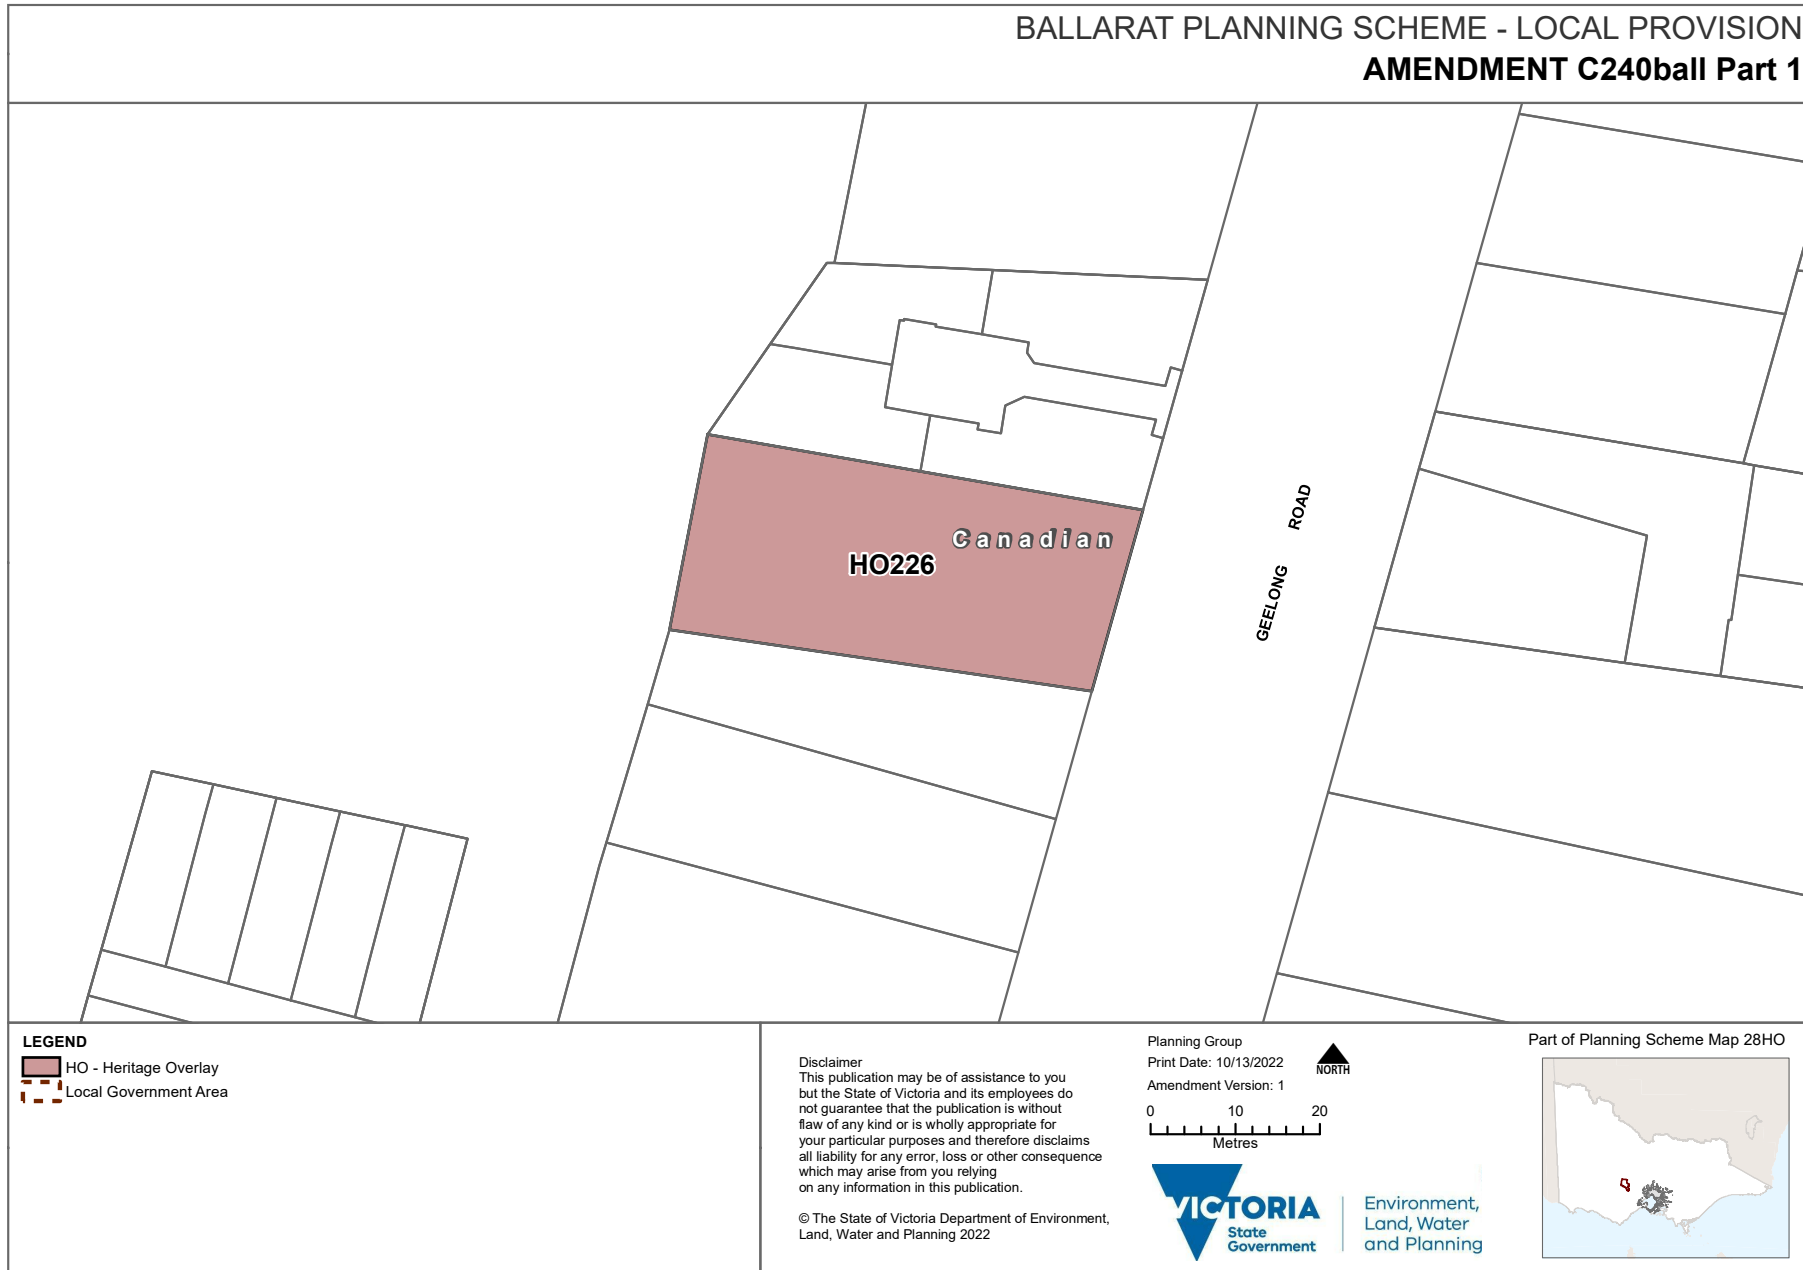 BALLARAT PLANNING SCHEME - LOCAL PROVISION
AMENDMENT C240ball Part 1
Canadian
HO226
GEELONG ROAD
LEGEND
HO - Heritage Overlay
Local Government Area
Disclaimer
This publication may be of assistance to you
but the State of Victoria and its employees do
not guarantee that the publication is without
flaw of any kind or is wholly appropriate for
your particular purposes and therefore disclaims
all liability for any error, loss or other consequence
which may arise from you relying
on any information in this publication.
© The State of Victoria Department of Environment,
Land, Water and Planning 2022
Planning Group
Print Date: 10/13/2022
Amendment Version: 1
NORTH
0 10 20
Metres
VICTORIA
State
Government
Environment,
Land, Water
and Planning
Part of Planning Scheme Map 28HO